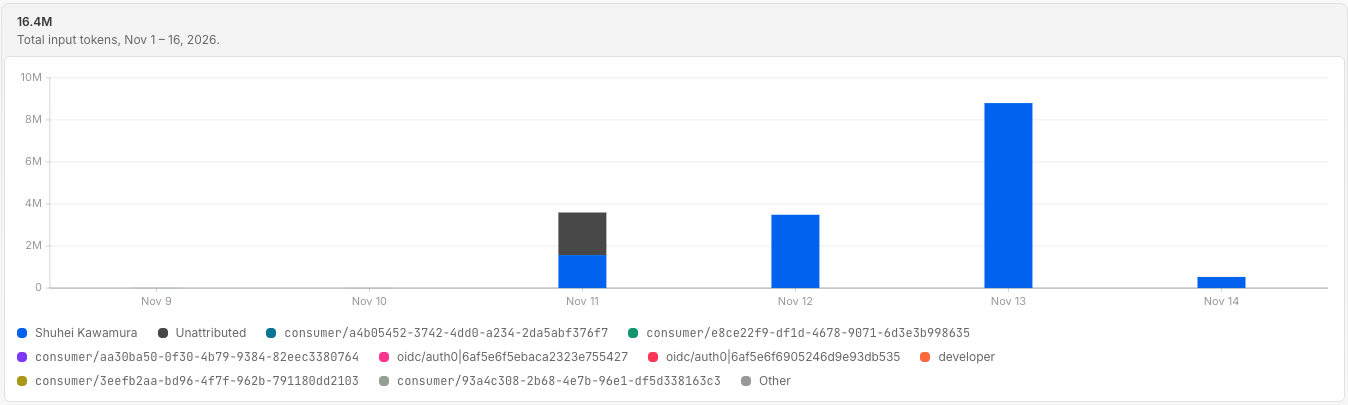 16.4M
Total input tokens, Nov 1 – 16, 2026.
10M
8M
6M
4M
2M
0
Nov 9 Nov 10 Nov 11 Nov 12 Nov 13 Nov 14
Shuhei Kawamura Unattributed consumer/a4b05452-3742-4dd0-a234-2da5abf376f7 consumer/e8ce22f9-df1d-4678-9071-6d3e3b998635
consumer/aa30ba50-0f30-4b79-9384-82eec3380764 oidc/auth0|6af5e6f5ebaca2323e755427 oidc/auth0|6af5e6f6905246d9e93db535 developer
consumer/3eefb2aa-bd96-4f7f-962b-791180dd2103 consumer/93a4c308-2b68-4e7b-96e1-df5d338163c3 Other